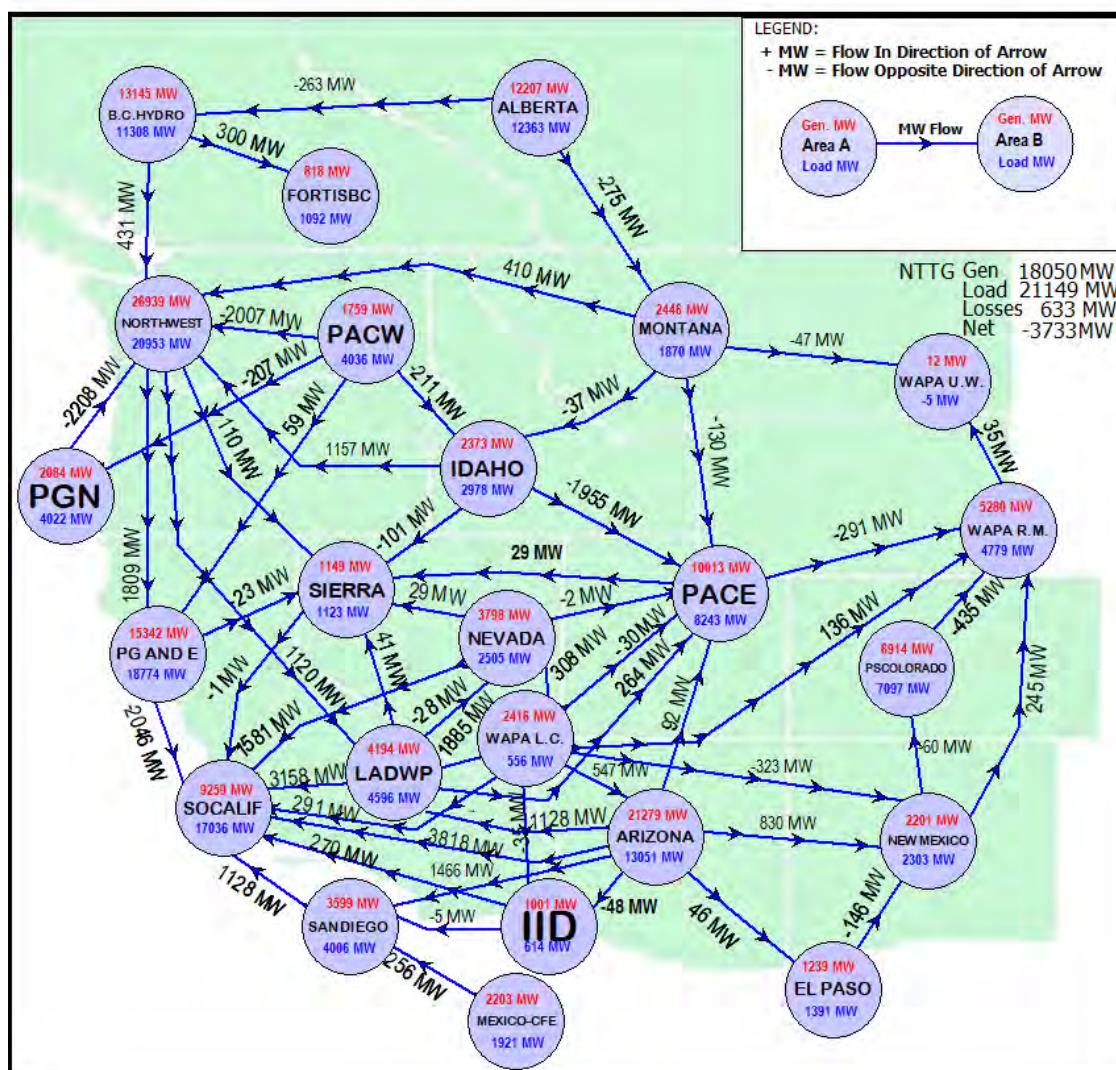 LEGEND:
+ MW = Flow In Direction of Arrow
- MW = Flow Opposite Direction of Arrow
Gen. MW
Area A
Load MW
MW Flow
Gen. MW
Area B
Load MW
NTTG Gen 18050 MW
Load 21149 MW
Losses 633 MW
Net -3733 MW
13145 MW
B.C.HYDRO
11308 MW
-263 MW
12207 MW
ALBERTA
12363 MW
300 MW
818 MW
FORTISBC
1092 MW
431 MW
-275 MW
410 MW
26939 MW
NORTHWEST
20953 MW
-2007 MW
1759 MW
PACW
4036 MW
2446 MW
MONTANA
1870 MW
-47 MW
12 MW
WAPA U.W.
-5 MW
-207 MW
-211 MW
-37 MW
-2208 MW
59 MW
-130 MW
35 MW
110 MW
1157 MW
2373 MW
IDAHO
2978 MW
2084 MW
PGN
4022 MW
-1955 MW
5280 MW
WAPA R.M.
4779 MW
-101 MW
-291 MW
29 MW
1809 MW
1149 MW
SIERRA
1123 MW
10013 MW
PACE
8243 MW
23 MW
29 MW
-2 MW
136 MW
-435 MW
15342 MW
PG AND E
18774 MW
3798 MW
NEVADA
2505 MW
308 MW
-30 MW
264 MW
6914 MW
PSCOLORADO
7097 MW
-1 MW
1120 MW
41 MW
-28 MW
1885 MW
92 MW
245 MW
2046 MW
1581 MW
2416 MW
WAPA L.C.
556 MW
-60 MW
4194 MW
LADWP
4596 MW
3158 MW
547 MW
-323 MW
9259 MW
SOCALIF
17036 MW
291 MW
-35 MW
1128 MW
21279 MW
ARIZONA
13051 MW
830 MW
2201 MW
NEW MEXICO
2303 MW
3818 MW
279 MW
1466 MW
1128 MW
-5 MW
-48 MW
46 MW
-146 MW
3599 MW
SANDIEGO
4006 MW
1001 MW
IID
614 MW
256 MW
1239 MW
EL PASO
1391 MW
2203 MW
MEXICO-CFE
1921 MW